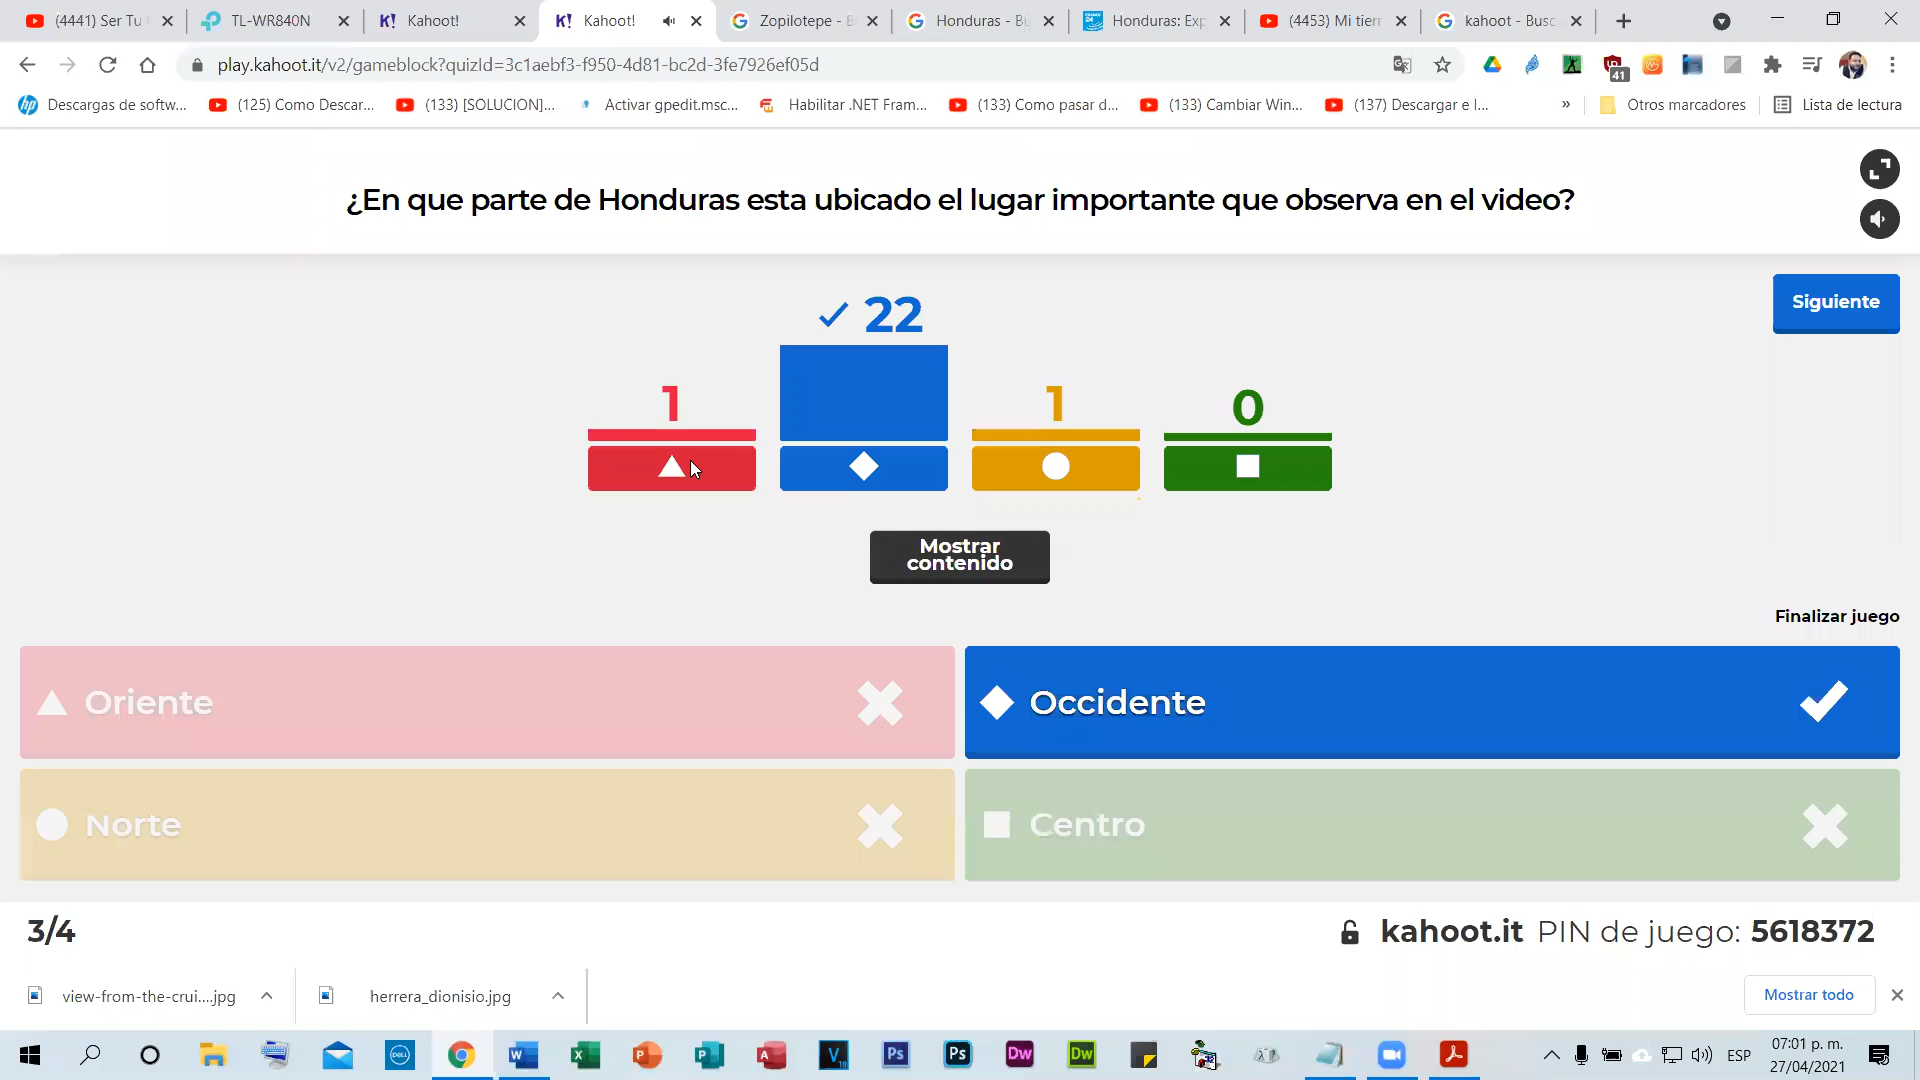 (4441) Ser Tu
TL-WR840N
Kahoot!
Kahoot!
Zopilotepe - B
Honduras - Bú
Honduras: Exp
(4453) Mi tierr
kahoot - Busc
play.kahoot.it/v2/gameblock?quizId=3c1aebf3-f950-4d81-bc2d-3fe7926ef05d
41
Descargas de softw...
(125) Como Descar...
(133) [SOLUCION]...
Activar gpedit.msc...
Habilitar .NET Fram...
(133) Como pasar d...
(133) Cambiar Win...
(137) Descargar e I...
»
Otros marcadores
Lista de lectura
¿En que parte de Honduras esta ubicado el lugar importante que observa en el video?
Siguiente
1
22
1
0
Mostrar
contenido
Finalizar juego
Oriente
Occidente
Norte
Centro
3/4
kahoot.it PIN de juego: 5618372
view-from-the-crui....jpg
herrera_dionisio.jpg
Mostrar todo
ESP
07:01 p. m.
27/04/2021